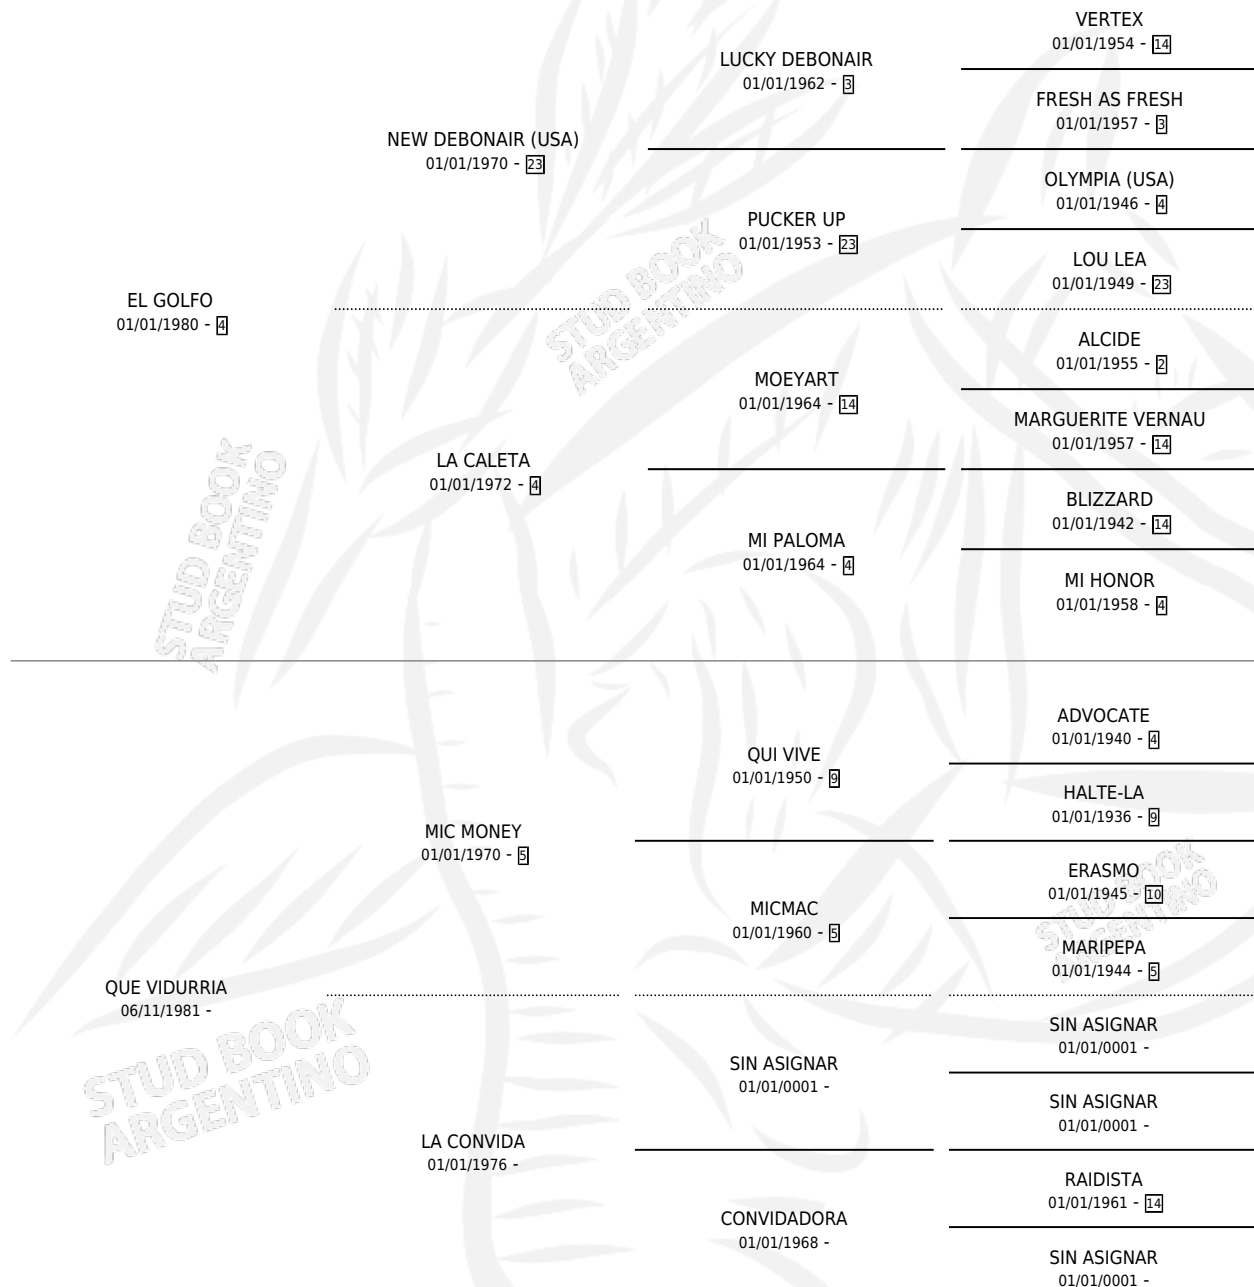 EL GOLFO
01/01/1980 - 4
NEW DEBONAIR (USA)
01/01/1970 - 23
LUCKY DEBONAIR
01/01/1962 - 3
VERTEX
01/01/1954 - 14
FRESH AS FRESH
01/01/1957 - 3
PUCKER UP
01/01/1953 - 23
OLYMPIA (USA)
01/01/1946 - 4
LOU LEA
01/01/1949 - 23
LA CALETA
01/01/1972 - 4
MOEYART
01/01/1964 - 14
ALCIDE
01/01/1955 - 2
MARGUERITE VERNAU
01/01/1957 - 14
MI PALOMA
01/01/1964 - 4
BLIZZARD
01/01/1942 - 14
MI HONOR
01/01/1958 - 4
QUE VIDURRIA
06/11/1981 -
MIC MONEY
01/01/1970 - 5
QUI VIVE
01/01/1950 - 9
ADVOCATE
01/01/1940 - 4
HALTE-LA
01/01/1936 - 9
MICMAC
01/01/1960 - 5
ERASMO
01/01/1945 - 10
MARIPEPA
01/01/1944 - 5
LA CONVIDA
01/01/1976 -
SIN ASIGNAR
01/01/0001 -
SIN ASIGNAR
01/01/0001 -
SIN ASIGNAR
01/01/0001 -
CONVIDADORA
01/01/1968 -
RAIDISTA
01/01/1961 - 14
SIN ASIGNAR
01/01/0001 -
STUD BOOK
ARGENTINO
STUD BOOK
ARGENTINO
STUD BOOK
ARGENTINO
STUD BOOK
ARGENTINO